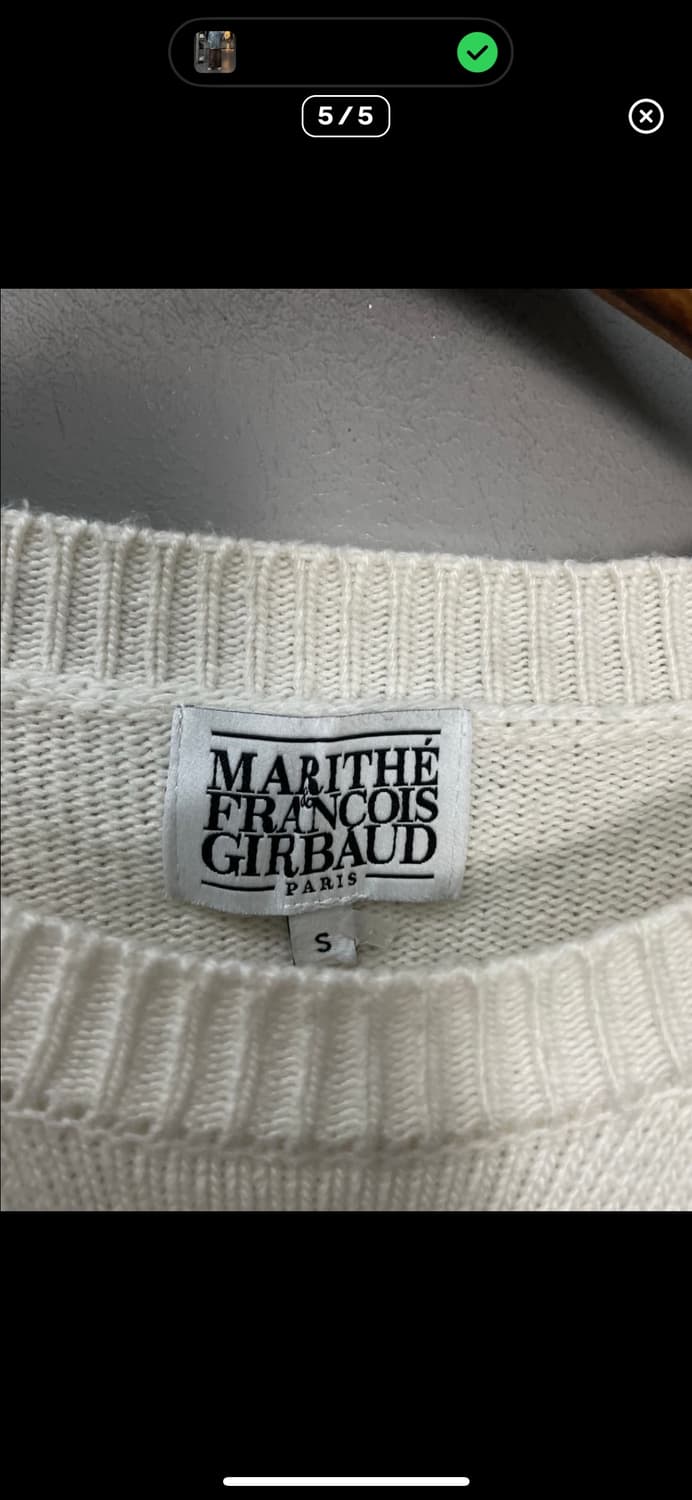 5/5
MARITHÉ
&
FRANCOIS
GIRBAUD
PARIS
S